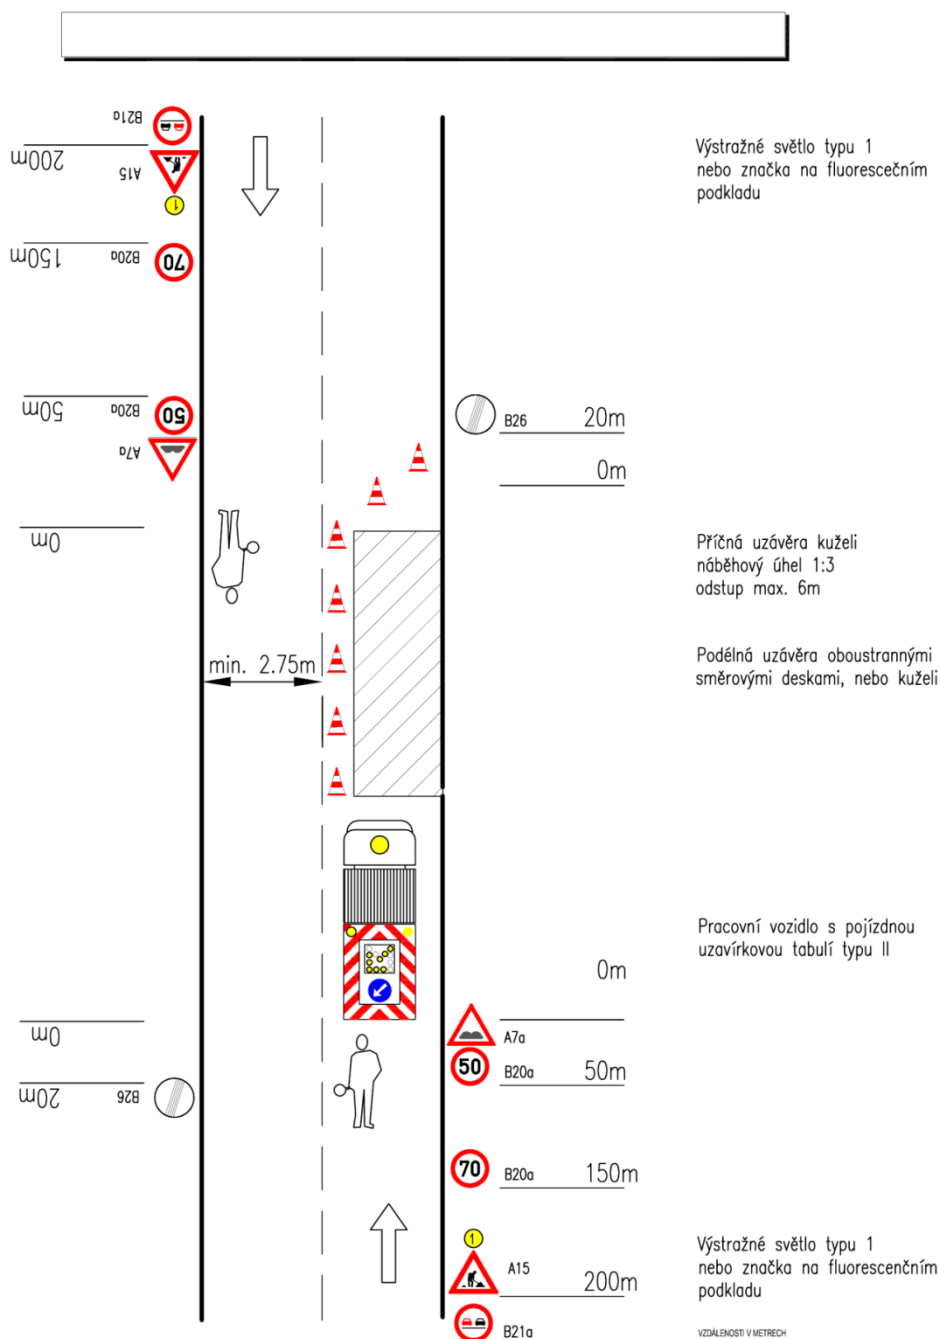 B21a
200m
A15
1
Výstražné světlo typu 1
nebo značka na fluorescečním
podkladu
150m
B20a
70
50m
B20a
50
A7a
B26
20m
0m
0m
Příčná uzávěra kuželi
náběhový úhel 1:3
odstup max. 6m
min. 2.75m
Podélná uzávěra oboustrannými
směrovými deskami, nebo kuželi
Pracovní vozidlo s pojízdnou
uzavírkovou tabulí typu II
0m
0m
A7a
50
B20a
50m
20m
B26
70
B20a
150m
1
A15
200m
Výstražné světlo typu 1
nebo značka na fluorescenčním
podkladu
B21a
VZDÁLENOSTI V METRECH